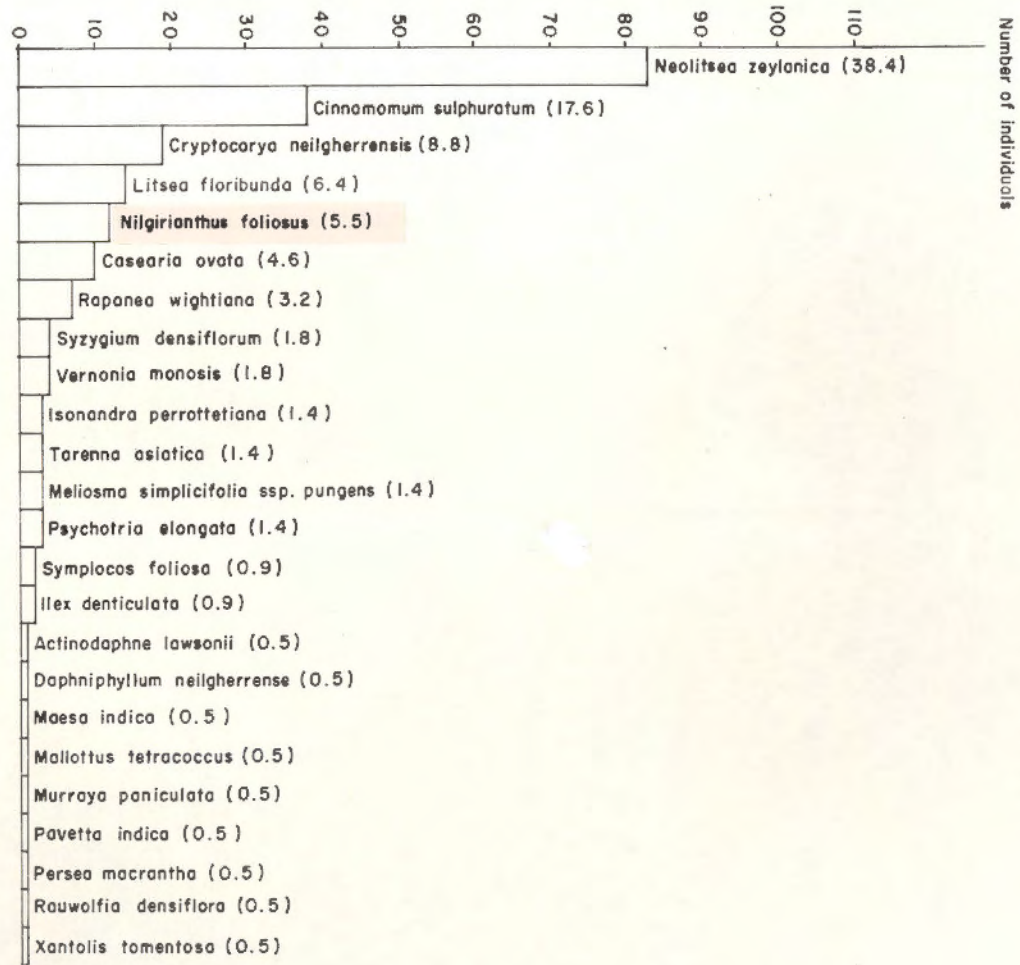 Number of individuals
0 10 20 30 40 50 60 70 80 90 100 110
Neolitsea zeylanica (38.4)
Cinnamomum sulphuratum (17.6)
Cryptocarya neilgherrensis (8.8)
Litsea floribunda (6.4)
Nilgirianthus foliosus (5.5)
Casearia ovata (4.6)
Rapanea wightiana (3.2)
Syzygium densiflorum (1.8)
Vernonia monosis (1.8)
Isonandra perrottetiana (1.4)
Tarenna asiatica (1.4)
Meliosma simplicifolia ssp. pungens (1.4)
Psychotria elongata (1.4)
Symplocos foliosa (0.9)
Ilex denticulata (0.9)
Actinodaphne lawsonii (0.5)
Daphniphyllum neilgherrense (0.5)
Maesa indica (0.5)
Mallottus tetracoccus (0.5)
Murraya paniculata (0.5)
Pavetta indica (0.5)
Persea macrantha (0.5)
Rauwolfia densiflora (0.5)
Xantolis tomentosa (0.5)